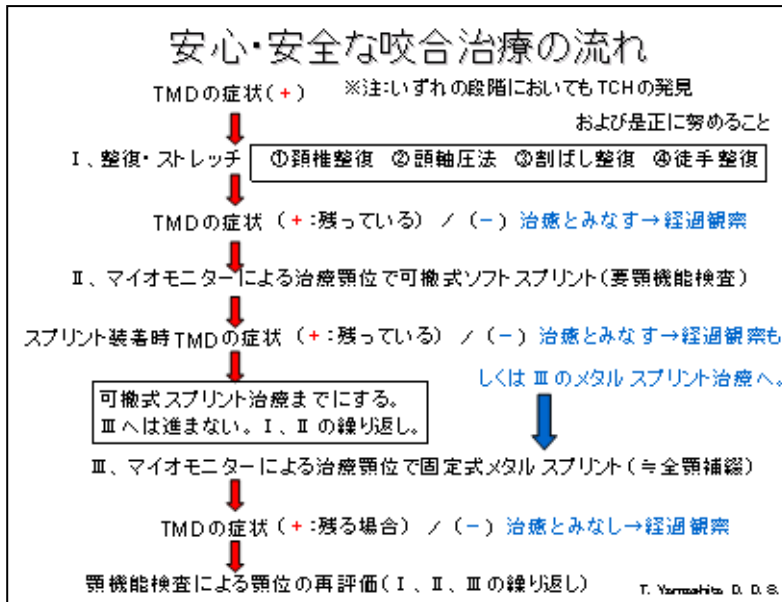 安心・安全な咬合治療の流れ
TMDの症状(+) ※注:いずれの段階においてもTCHの発見
および是正に努めること
Ⅰ、整復・ストレッチ ①頚椎整復 ②頭軸圧法 ③割ばし整復 ④徒手整復
TMDの症状 (+:残っている) / (-) 治癒とみなす→経過観察
Ⅱ、マイオモニターによる治療顎位で可撤式ソフトスプリント(要顎機能検査)
スプリント装着時TMDの症状 (+:残っている) / (-) 治癒とみなす→経過観察も
しくは Ⅲ のメタル スプリント治療へ。
可撤式スプリント治療までにする。
Ⅲへは進まない。Ⅰ、Ⅱ の繰り返し。
Ⅲ、マイオモニターによる治療顎位で固定式メタル スプリント(≒全顎補綴)
TMDの症状 (+:残る場合) / (-) 治癒とみなし→経過観察
顎機能検査による顎位の再評価(Ⅰ、Ⅱ、Ⅲの繰り返し)
T. Yamashita D. D. S.